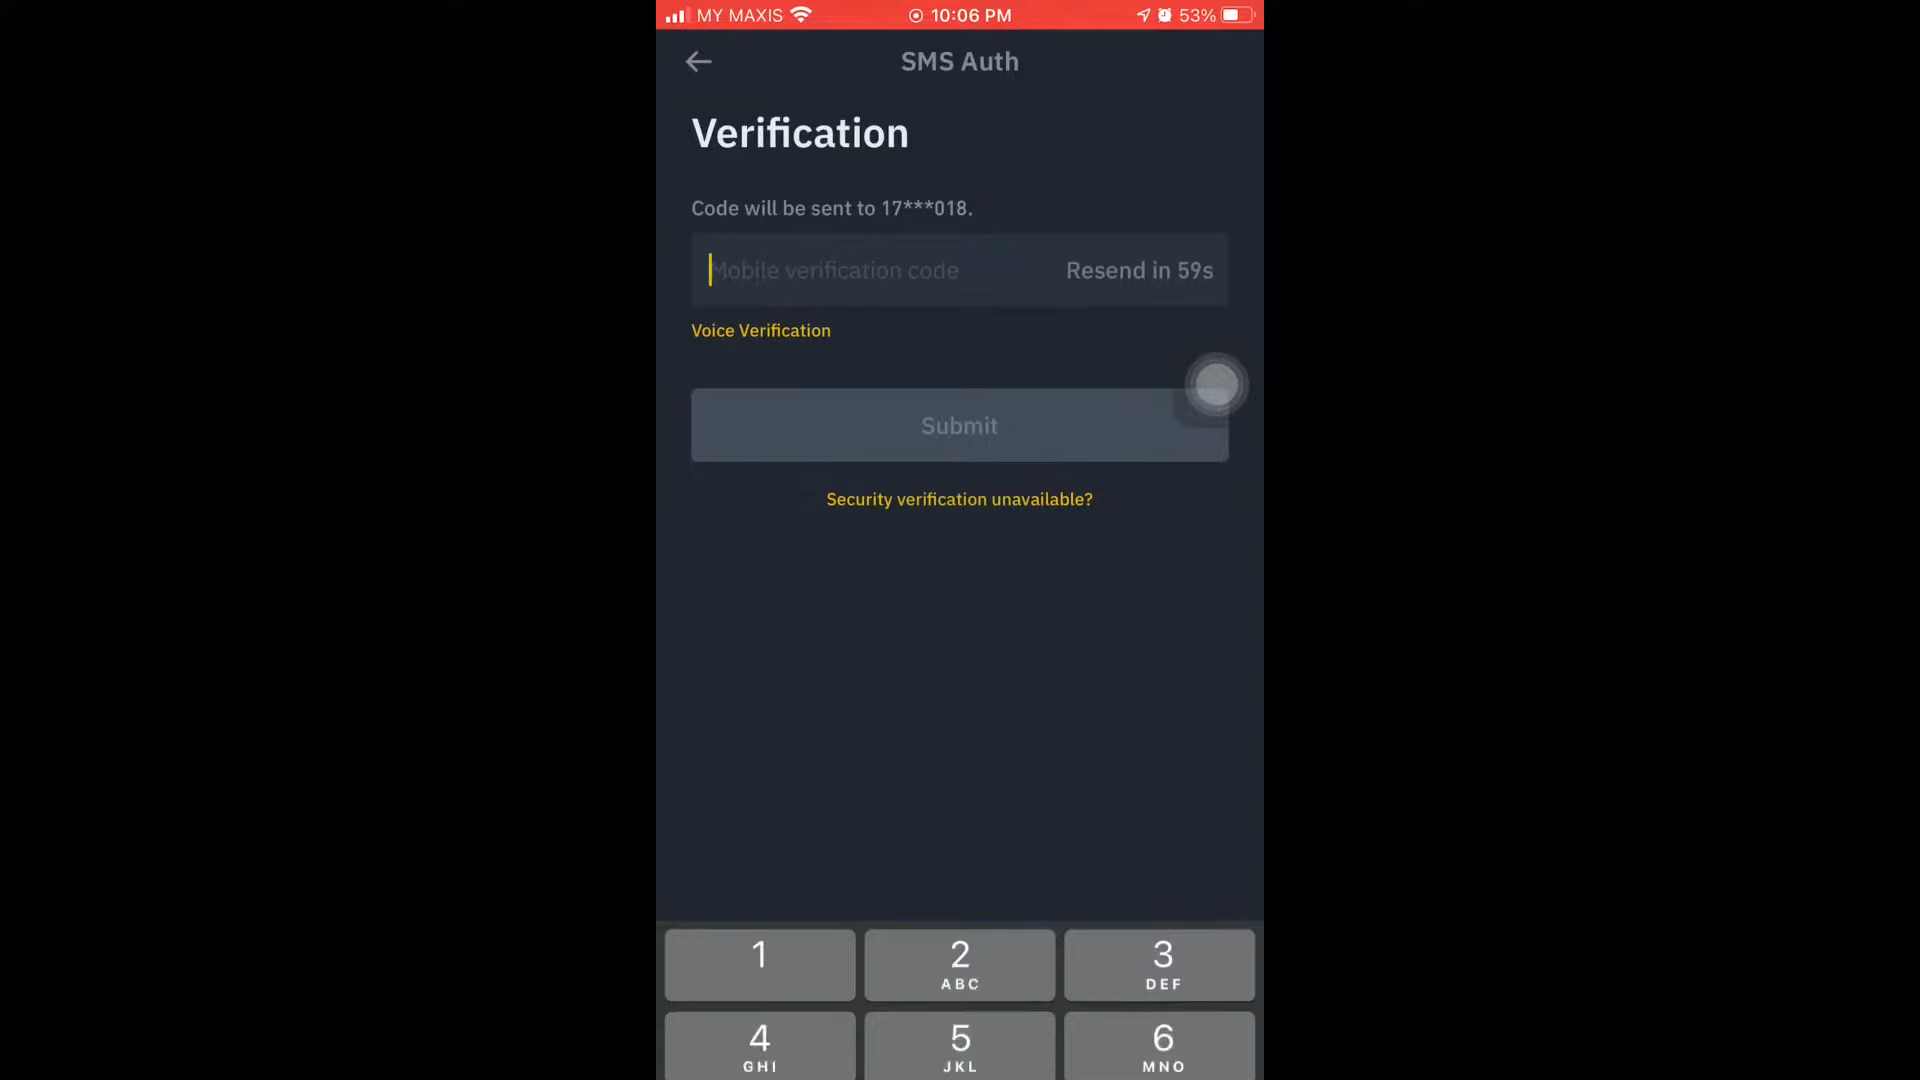 MY MAXIS 10:06 PM 53%
SMS Auth
Verification
Code will be sent to 17***018.
Mobile verification code Resend in 59s
Voice Verification
Submit
Security verification unavailable?
1 2 3
ABC DEF
4 5 6
GHI JKL MNO